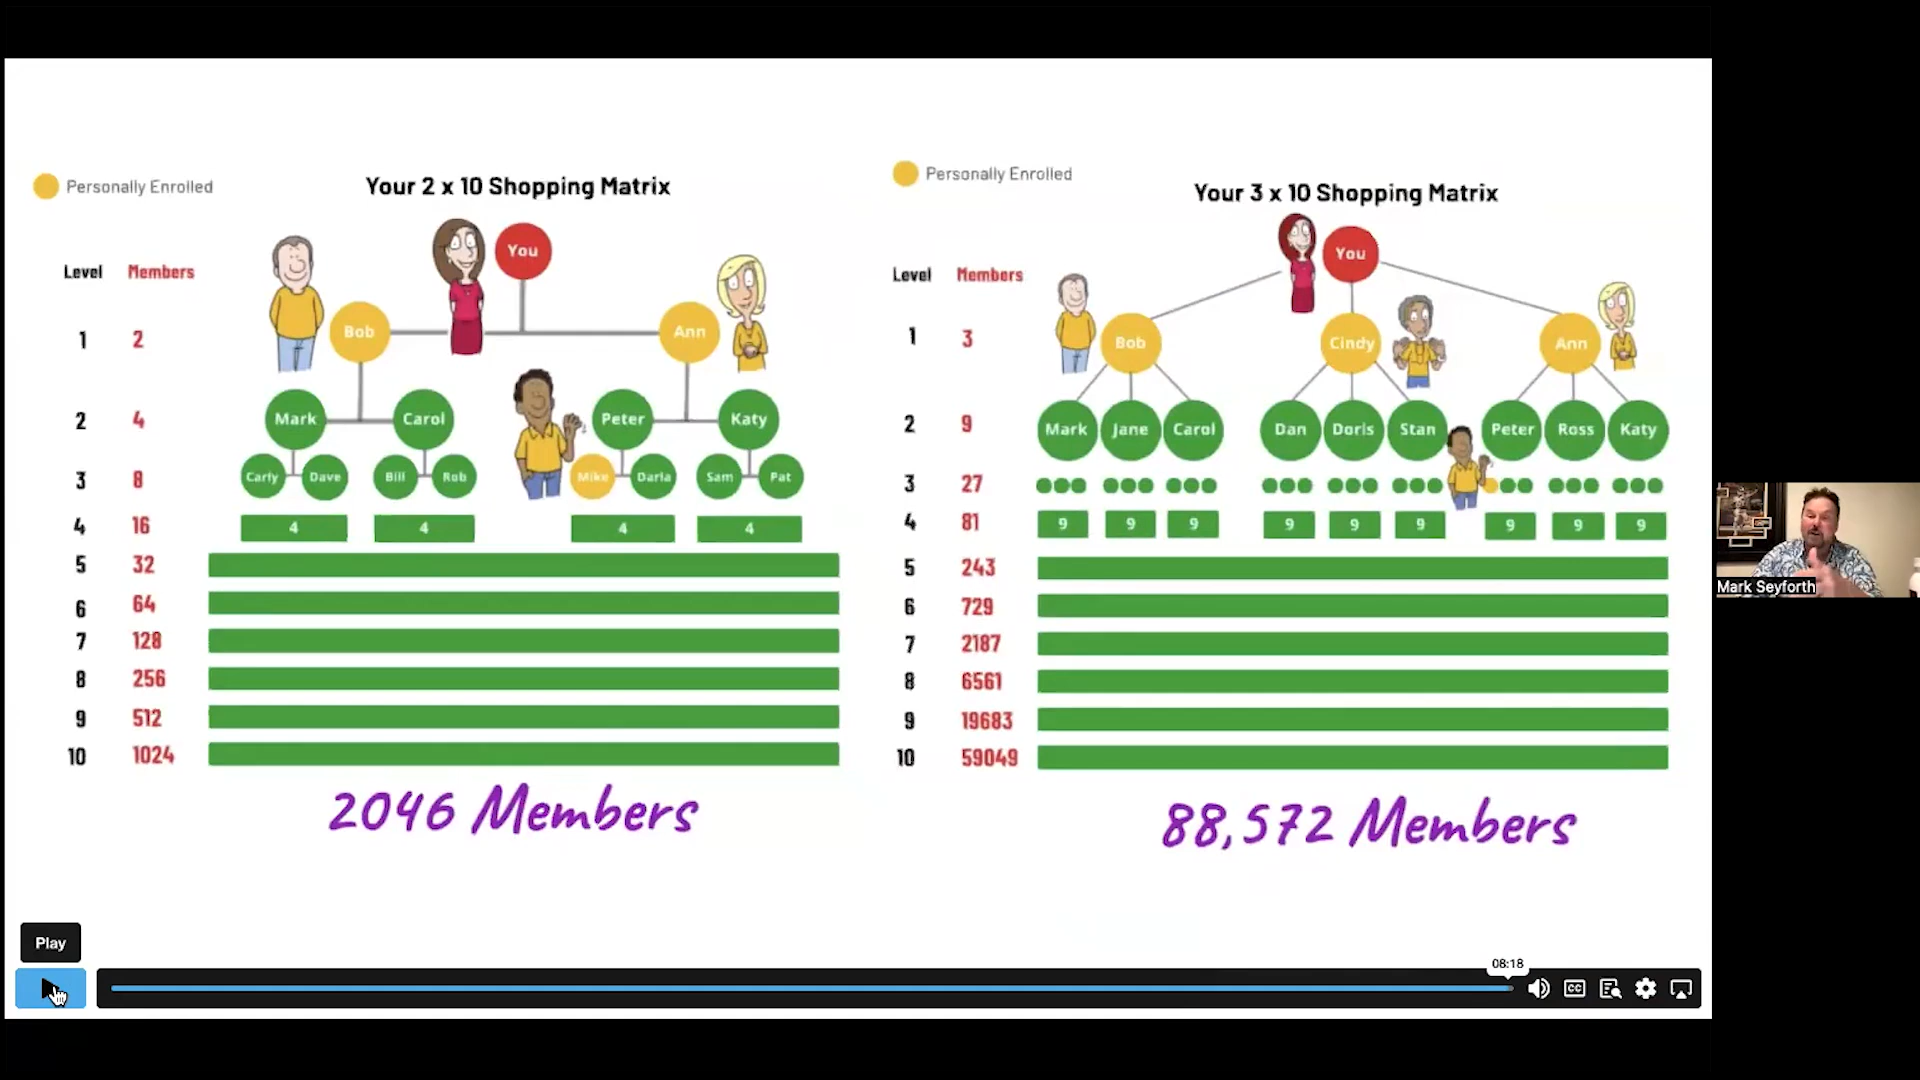 Personally Enrolled
Your 2 x 10 Shopping Matrix
You
Level Members
Bob
Ann
1 2
Mark Carol Peter Katy
2 4
Carly Dave Bill Rob Mike Darla Sam Pat
3 8
4 16 4 4 4 4
5 32
6 64
7 128
8 256
9 512
10 1024
2046 Members
Personally Enrolled
Your 3 x 10 Shopping Matrix
You
Level Members
1 3
Bob Cindy Ann
2 9
Mark Jane Carol Dan Doris Stan Peter Ross Katy
3 27
4 81 9 9 9 9 9 9 9 9 9
5 243
6 729
7 2187
8 6561
9 19683
10 59049
88,572 Members
Mark Seyforth
Play
08:18
CC